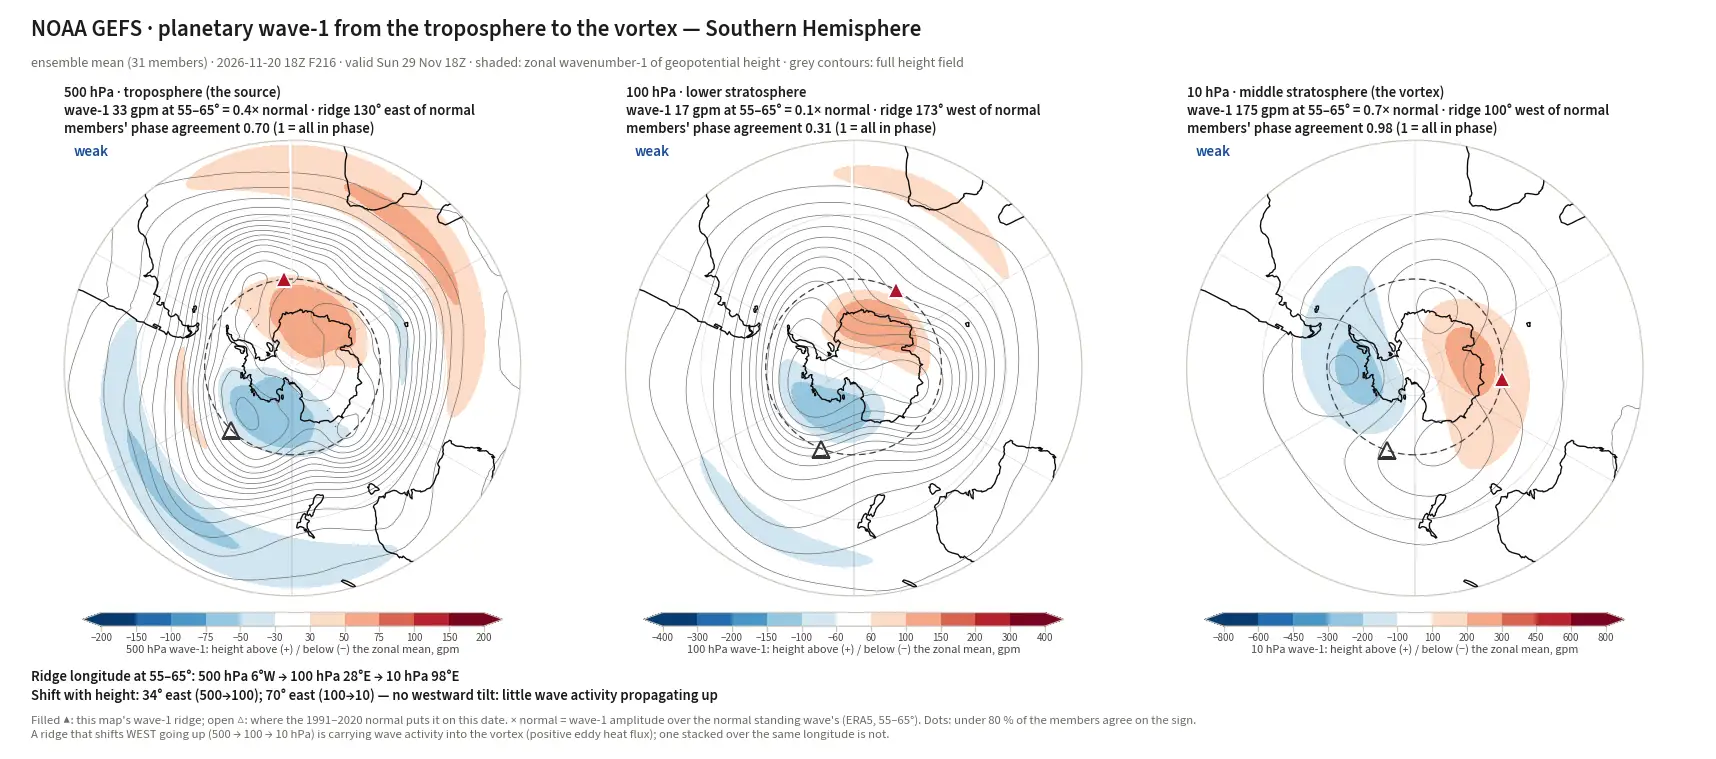 NOAA GEFS · planetary wave-1 from the troposphere to the vortex — Southern Hemisphere
ensemble mean (31 members) · 2026-11-20 18Z F216 · valid Sun 29 Nov 18Z · shaded: zonal wavenumber-1 of geopotential height · grey contours: full height field
500 hPa · troposphere (the source)
wave-1 33 gpm at 55–65° = 0.4× normal · ridge 130° east of normal
members' phase agreement 0.70 (1 = all in phase)
weak
100 hPa · lower stratosphere
wave-1 17 gpm at 55–65° = 0.1× normal · ridge 173° west of normal
members' phase agreement 0.31 (1 = all in phase)
weak
10 hPa · middle stratosphere (the vortex)
wave-1 175 gpm at 55–65° = 0.7× normal · ridge 100° west of normal
members' phase agreement 0.98 (1 = all in phase)
weak
−200 −150 −100 −75 −50 −30 30 50 75 100 150 200
500 hPa wave-1: height above (+) / below (−) the zonal mean, gpm
−400 −300 −200 −150 −100 −60 60 100 150 200 300 400
100 hPa wave-1: height above (+) / below (−) the zonal mean, gpm
−800 −600 −450 −300 −200 −100 100 200 300 450 600 800
10 hPa wave-1: height above (+) / below (−) the zonal mean, gpm
Ridge longitude at 55–65°: 500 hPa 6°W → 100 hPa 28°E → 10 hPa 98°E
Shift with height: 34° east (500→100); 70° east (100→10) — no westward tilt: little wave activity propagating up
Filled ▲: this map's wave-1 ridge; open △: where the 1991–2020 normal puts it on this date. × normal = wave-1 amplitude over the normal standing wave's (ERA5, 55–65°). Dots: under 80 % of the members agree on the sign.
A ridge that shifts WEST going up (500 → 100 → 10 hPa) is carrying wave activity into the vortex (positive eddy heat flux); one stacked over the same longitude is not.